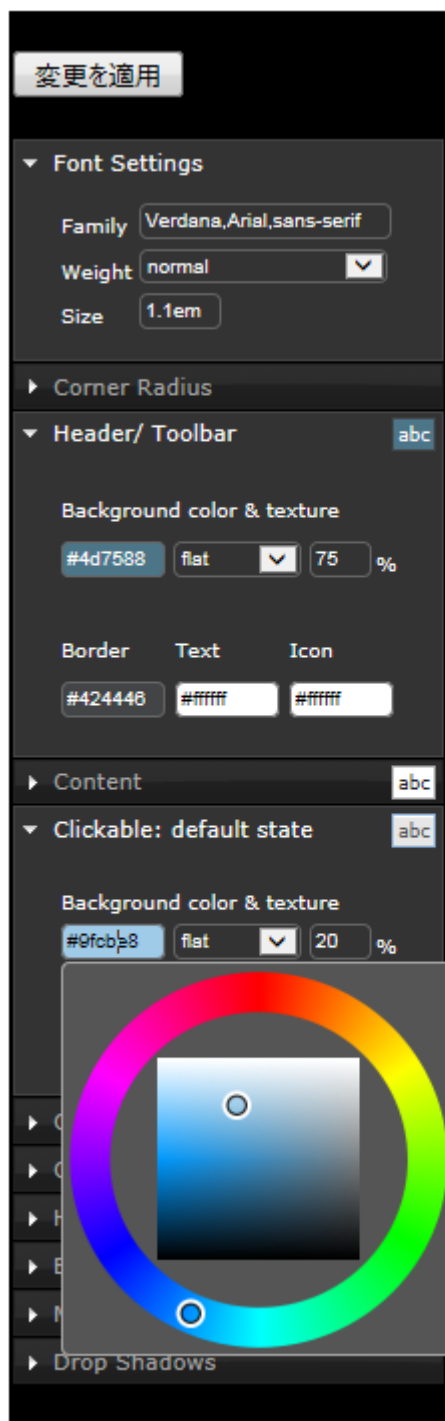 変更を適用
Font Settings
Family Verdana,Arial,sans-serif
Weight normal
Size 1.1em
Corner Radius
Header/ Toolbar abc
Background color & texture
#4d7588 flat 75 %
Border Text Icon
#424446 #ffffff #ffffff
Content abc
Clickable: default state abc
Background color & texture
#9fcbe8 flat 20 %
Drop Shadows